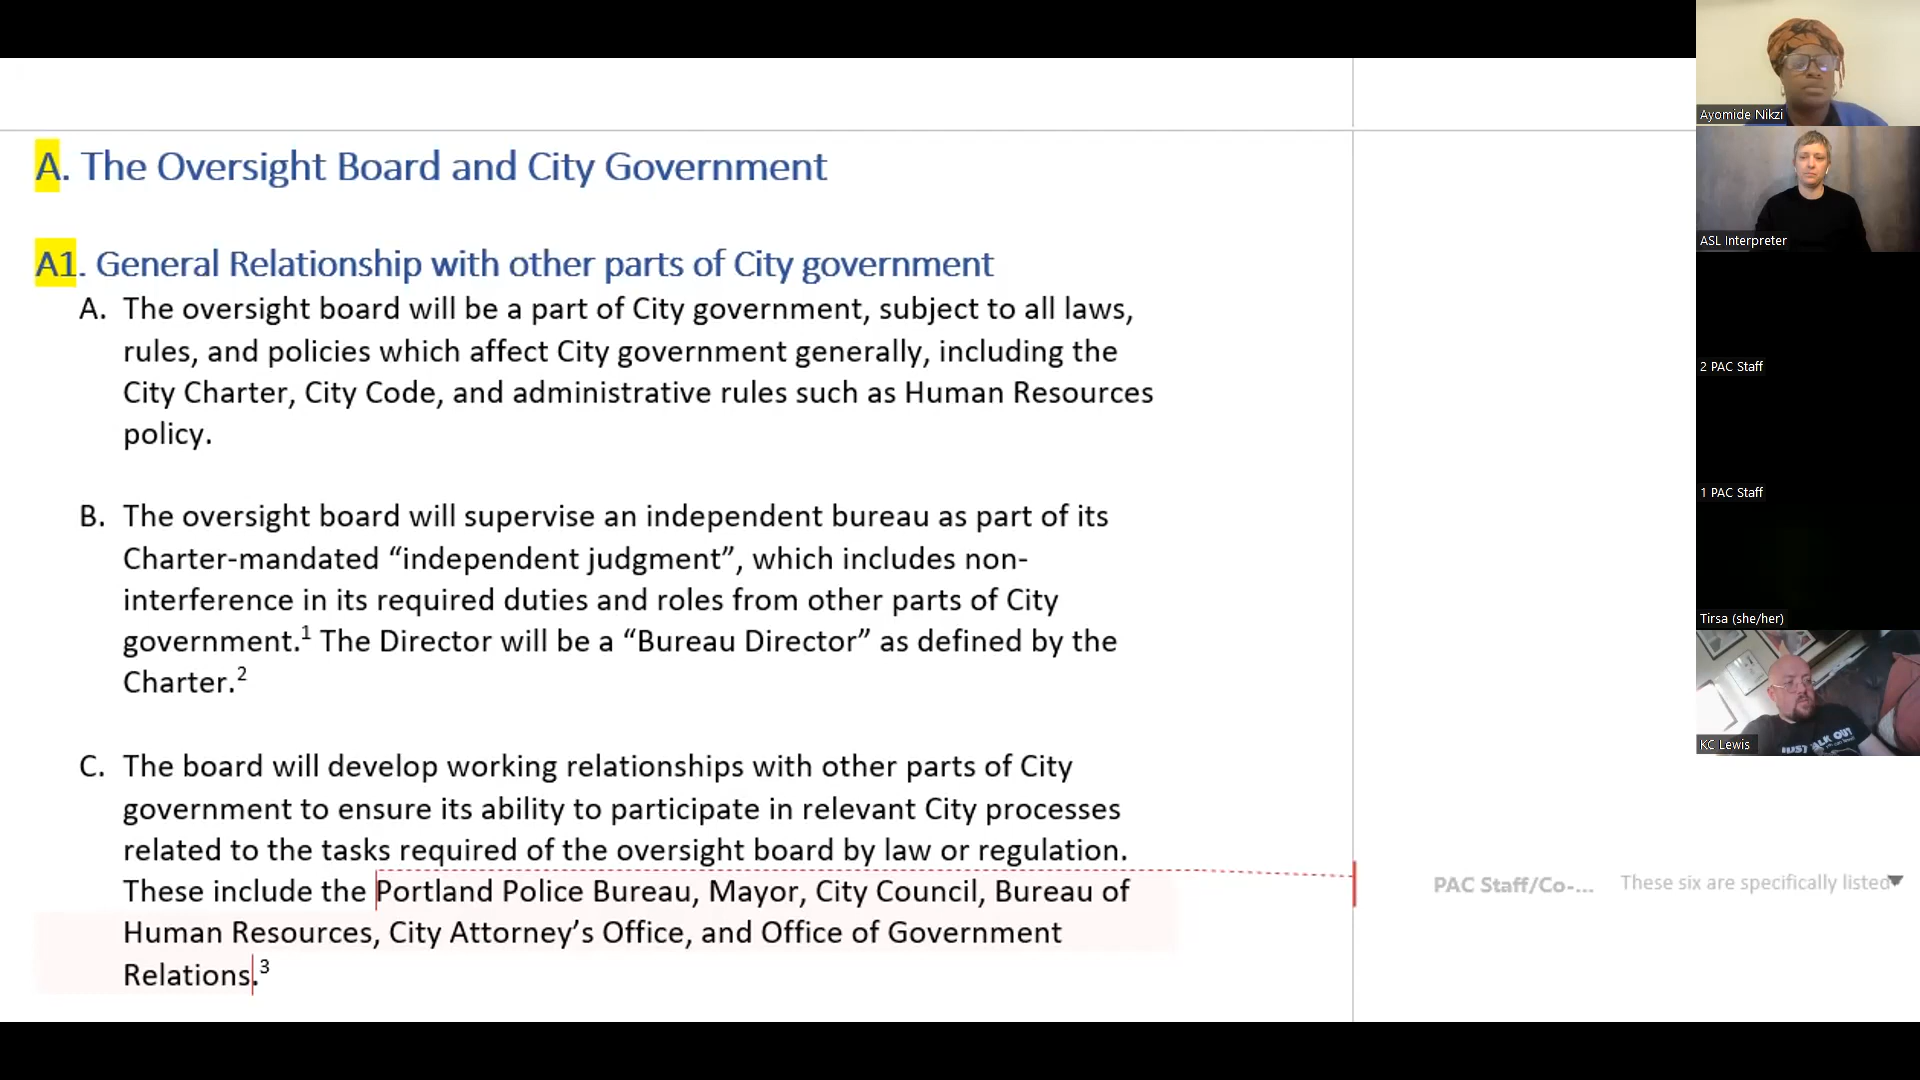 A. The Oversight Board and City Government
A1. General Relationship with other parts of City government
A. The oversight board will be a part of City government, subject to all laws,
rules, and policies which affect City government generally, including the
City Charter, City Code, and administrative rules such as Human Resources
policy.
B. The oversight board will supervise an independent bureau as part of its
Charter-mandated “independent judgment”, which includes non-
interference in its required duties and roles from other parts of City
government.1 The Director will be a “Bureau Director” as defined by the
Charter.2
C. The board will develop working relationships with other parts of City
government to ensure its ability to participate in relevant City processes
related to the tasks required of the oversight board by law or regulation.
These include the Portland Police Bureau, Mayor, City Council, Bureau of
Human Resources, City Attorney’s Office, and Office of Government
Relations.3
PAC Staff/Co-... These six are specifically listed
Ayomide Nikzi
ASL Interpreter
2 PAC Staff
1 PAC Staff
Tirsa (she/her)
KC Lewis